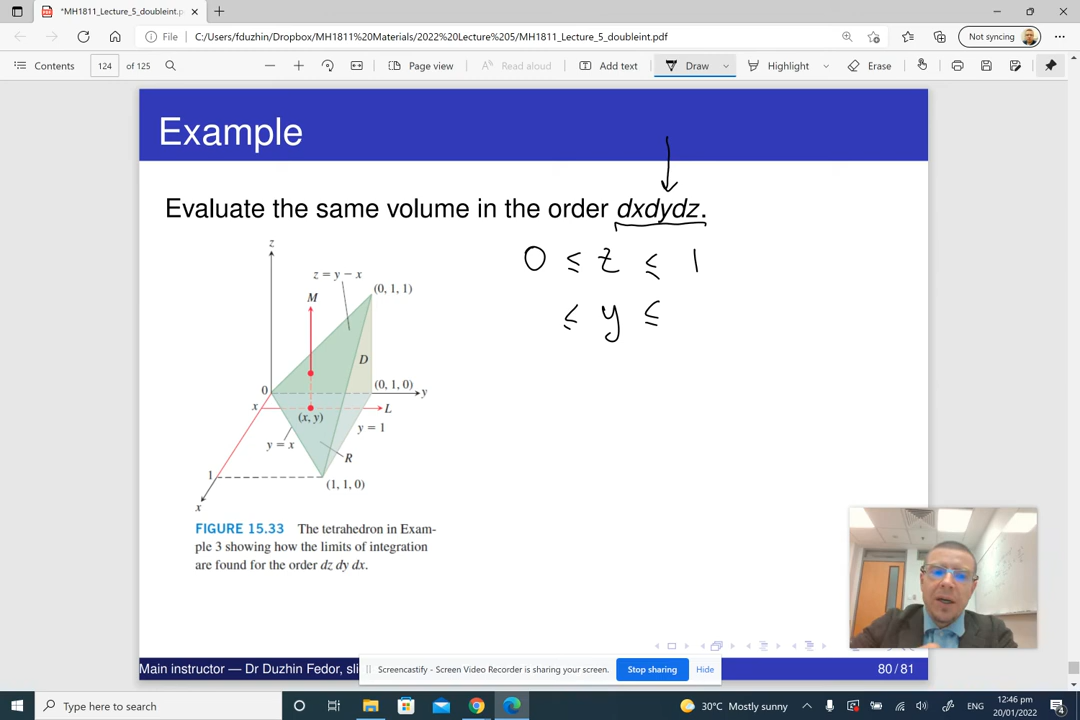 *MH1811_Lecture_5_doubleint.p
File C:/Users/fduzhin/Dropbox/MH1811%20Materials/2022%20Lecture%205/MH1811_Lecture_5_doubleint.pdf Not syncing
Contents 124 of 125 Page view Read aloud Add text Draw Highlight Erase
Example
Evaluate the same volume in the order dxdydz.
0 ≤ z ≤ 1
≤ y ≤
z
z = y − x
M
(0, 1, 1)
D
0
(0, 1, 0)
y
x
L
(x, y)
y = 1
y = x
R
1
(1, 1, 0)
x
FIGURE 15.33 The tetrahedron in Exam-
ple 3 showing how the limits of integration
are found for the order dz dy dx.
Main instructor — Dr Duzhin Fedor, sli
Screencastify - Screen Video Recorder is sharing your screen. Stop sharing Hide
80 / 81
Type here to search
30°C Mostly sunny
ENG
12:46 pm
20/01/2022
4